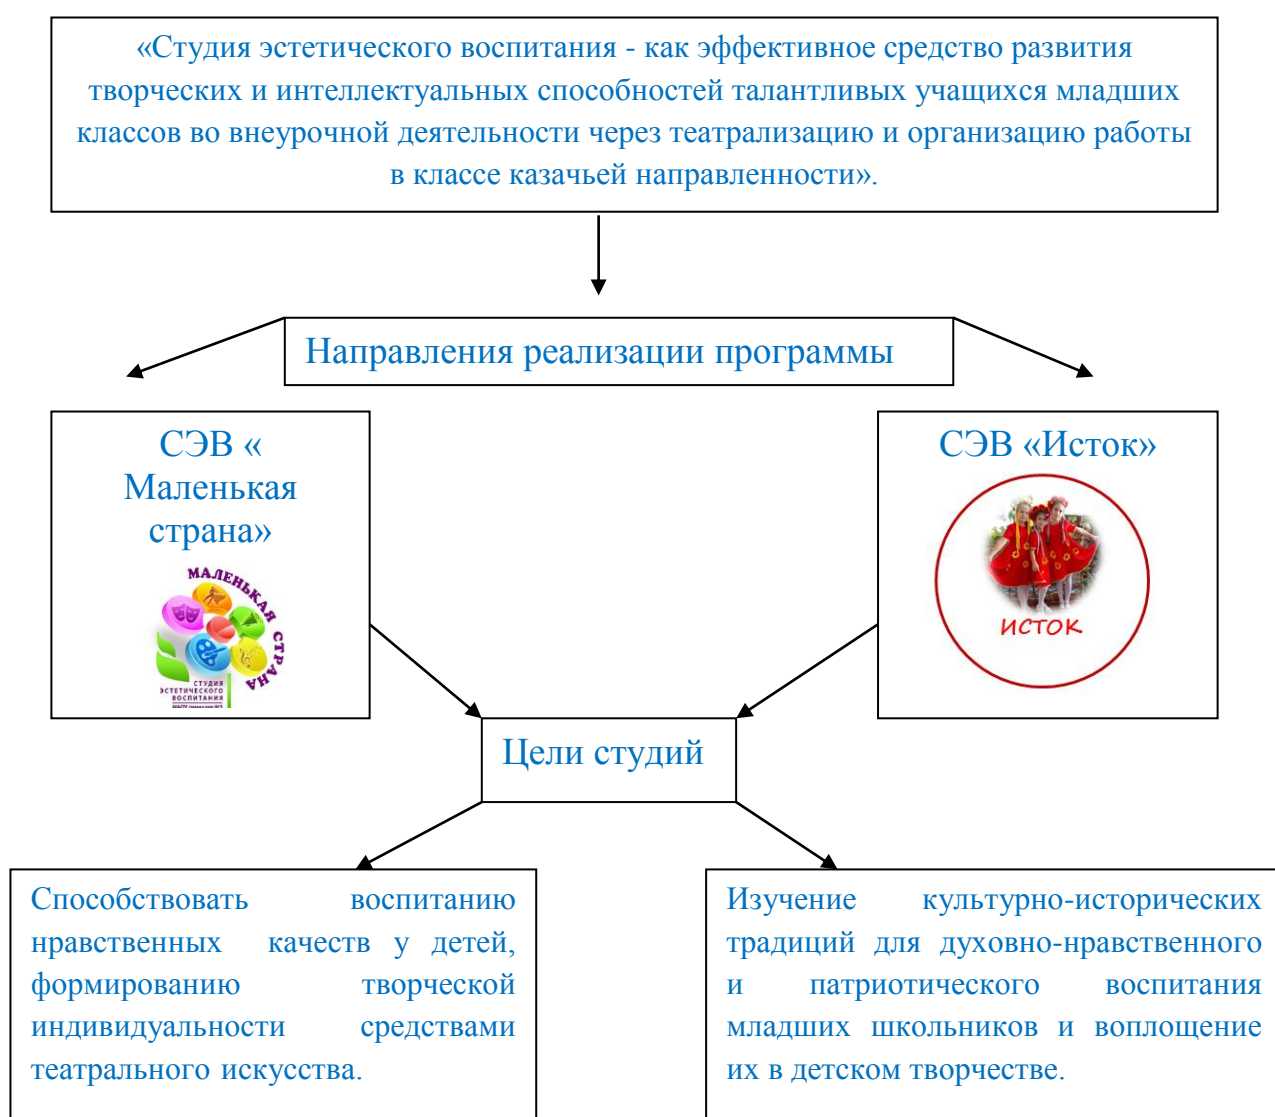 «Студия эстетического воспитания - как эффективное средство развития
творческих и интеллектуальных способностей талантливых учащихся младших
классов во внеурочной деятельности через театрализацию и организацию работы
в классе казачьей направленности».
Направления реализации программы
СЭВ «
Маленькая
страна»
МАЛЕНЬКАЯ СТРАНА
СТУДИЯ
ЭСТЕТИЧЕСКОГО
ВОСПИТАНИЯ
СЭВ «Исток»
ИСТОК
Цели студий
Способствовать воспитанию
нравственных качеств у детей,
формированию творческой
индивидуальности средствами
театрального искусства.
Изучение культурно-исторических
традиций для духовно-нравственного
и патриотического воспитания
младших школьников и воплощение
их в детском творчестве.